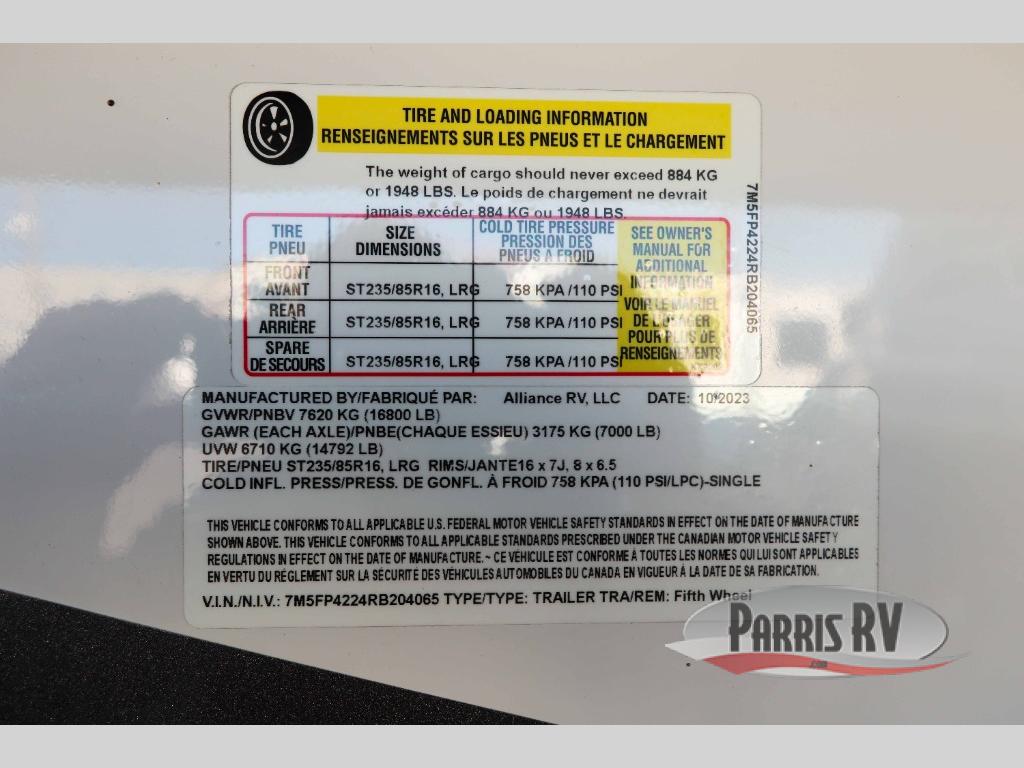 TIRE AND LOADING INFORMATION
RENSEIGNEMENTS SUR LES PNEUS ET LE CHARGEMENT
The weight of cargo should never exceed 884 KG
or 1948 LBS. Le poids de chargement ne devrait
jamais excéder 884 KG ou 1948 LBS.
TIRE
PNEU
SIZE
DIMENSIONS
COLD TIRE PRESSURE
PRESSION DES
PNEUS A FROID
SEE OWNER'S
MANUAL FOR
ADDITIONAL
INFORMATION
VOIR LE MANUEL
DE L'USAGER
POUR PLUS DE
RENSEIGNEMENTS
FRONT
AVANT
ST235/85R16, LRG
758 KPA /110 PSI
REAR
ARRIÈRE
ST235/85R16, LRG
758 KPA /110 PSI
SPARE
DE SECOURS
ST235/85R16, LRG
758 KPA /110 PSI
7M5FP4224RB204065
MANUFACTURED BY/FABRIQUÉ PAR: Alliance RV, LLC DATE: 10/2023
GVWR/PNBV 7620 KG (16800 LB)
GAWR (EACH AXLE)/PNBE(CHAQUE ESSIEU) 3175 KG (7000 LB)
UVW 6710 KG (14792 LB)
TIRE/PNEU ST235/85R16, LRG RIMS/JANTE16 x 7J, 8 x 6.5
COLD INFL. PRESS/PRESS. DE GONFL. À FROID 758 KPA (110 PSI/LPC)-SINGLE
THIS VEHICLE CONFORMS TO ALL APPLICABLE U.S. FEDERAL MOTOR VEHICLE SAFETY STANDARDS IN EFFECT ON THE DATE OF MANUFACTURE
SHOWN ABOVE. THIS VEHICLE CONFORMS TO ALL APPLICABLE STANDARDS PRESCRIBED UNDER THE CANADIAN MOTOR VEHICLE SAFETY
REGULATIONS IN EFFECT ON THE DATE OF MANUFACTURE. ~ CE VÉHICULE EST CONFORME À TOUTES LES NORMES QUI LUI SONT APPLICABLES
EN VERTU DU RÉGLEMENT SUR LA SÉCURITÉ DES VÉHICULES AUTOMOBILES DU CANADA EN VIGUEUR À LA DATE DE SA FABRICATION.
V.I.N./N.I.V.: 7M5FP4224RB204065 TYPE/TYPE: TRAILER TRA/REM: Fifth Wheel
PARRIS RV
.com